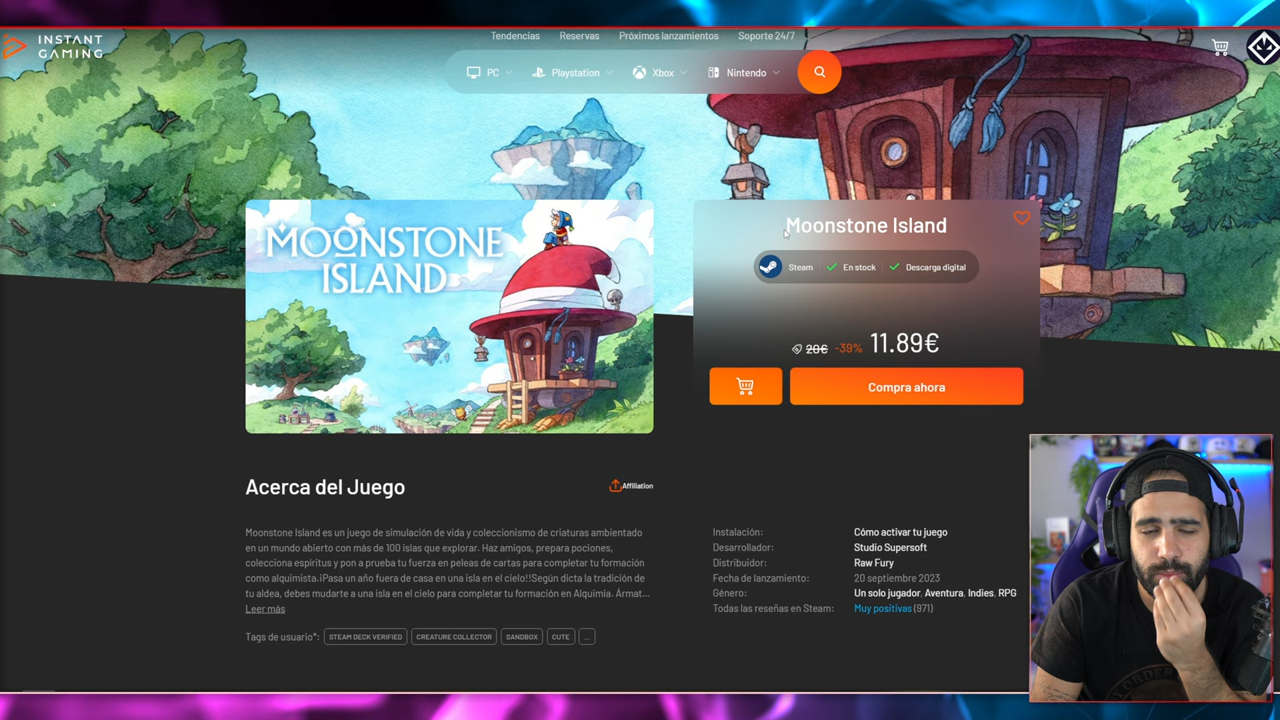 INSTANT
GAMING
Tendencias Reservas Próximos lanzamientos Soporte 24/7
PC Playstation Xbox Nintendo
MOONSTONE
ISLAND
Moonstone Island
Steam En stock Descarga digital
20€ -39% 11.89€
Compra ahora
Acerca del Juego
Affiliation
Moonstone Island es un juego de simulación de vida y coleccionismo de criaturas ambientado
en un mundo abierto con más de 100 islas que explorar. Haz amigos, prepara pociones,
colecciona espíritus y pon a prueba tu fuerza en peleas de cartas para completar tu formación
como alquimista.¡Pasa un año fuera de casa en una isla en el cielo!!Según dicta la tradición de
tu aldea, debes mudarte a una isla en el cielo para completar tu formación en Alquimia. Ármat...
Leer más
Tags de usuario*: STEAM DECK VERIFIED CREATURE COLLECTOR SANDBOX CUTE ...
Instalación: Cómo activar tu juego
Desarrollador: Studio Supersoft
Distribuidor: Raw Fury
Fecha de lanzamiento: 20 septiembre 2023
Género: Un solo jugador, Aventura, Indies, RPG
Todas las reseñas en Steam: Muy positivas (971)